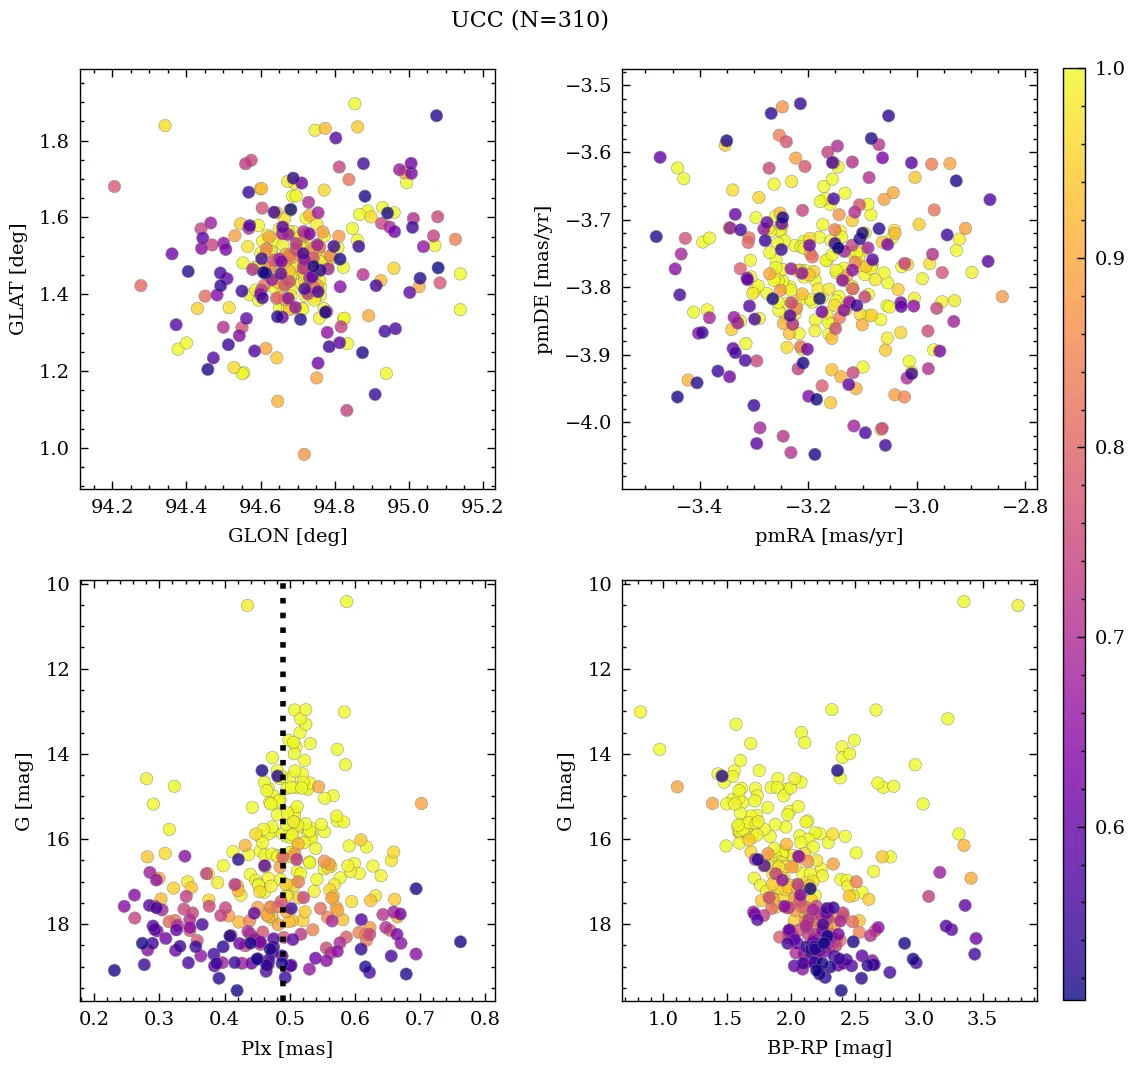 UCC (N=310)
1.8
1.6
1.4
1.2
1.0
GLAT [deg]
94.2 94.4 94.6 94.8 95.0 95.2
GLON [deg]
−3.5
−3.6
−3.7
−3.8
−3.9
−4.0
pmDE [mas/yr]
−3.4 −3.2 −3.0 −2.8
pmRA [mas/yr]
10
12
14
16
18
G [mag]
0.2 0.3 0.4 0.5 0.6 0.7 0.8
Plx [mas]
10
12
14
16
18
G [mag]
1.0 1.5 2.0 2.5 3.0 3.5
BP-RP [mag]
1.0
0.9
0.8
0.7
0.6